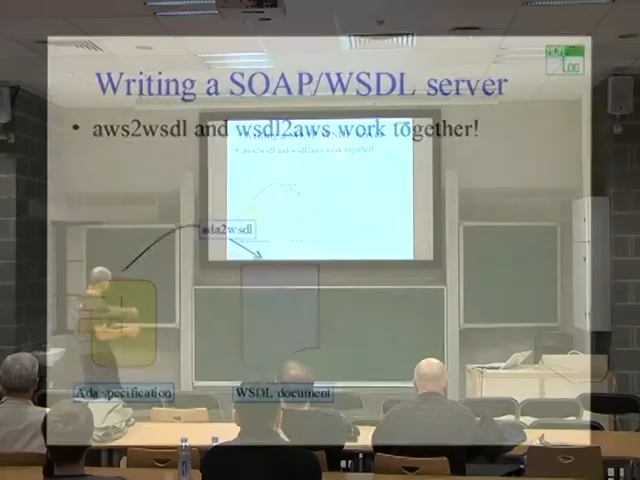 Writing a SOAP/WSDL server
• aws2wsdl and wsdl2aws work together!
ada2wsdl
Ada specification
WSDL document